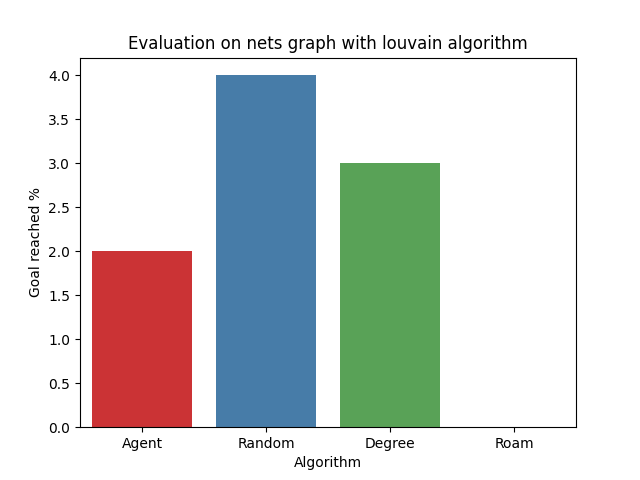 Evaluation on nets graph with louvain algorithm
Goal reached %
4.0
3.5
3.0
2.5
2.0
1.5
1.0
0.5
0.0
Agent Random Degree Roam
Algorithm